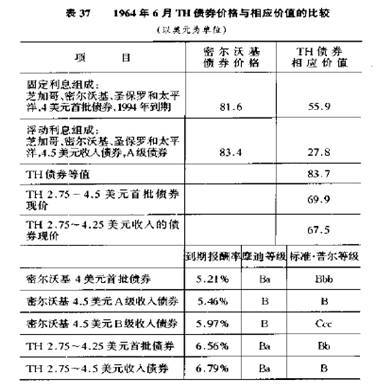 表 37 1964 年 6 月 TH 债券价格与相应价值的比较
(以美元为单位)
项 目 密尔沃基 TH 债券
债券价格 相应价值
固定利息组成:
芝加哥、密尔沃基、圣保罗和太平
洋,4 美元首批债券,1994 年到期 81.6 55.9
浮动利息组成:
芝加哥、密尔沃基、圣保罗和太平
洋,4.5 美元收入债券,A 级债券 83.4 27.8
TH 债券等值 83.7
TH 2.75-4.5 美元首批债券
现价 69.9
TH 2.75~4.25 美元收入的债
券现价 67.5
到期报酬率 摩迪等级 标准·普尔等级
密尔沃基 4 美元首批债券 5.21% Ba Bbb
密尔沃基 4.5 美元 A 级收入债券 5.46% B B
密尔沃基 4.5 美元 B 级收入债券 5.97% B Ccc
TH 2.75~4.25 美元首批债券 6.56% Ba Bb
TH 2.75~4.5 美元收入债券 6.79% Ba B